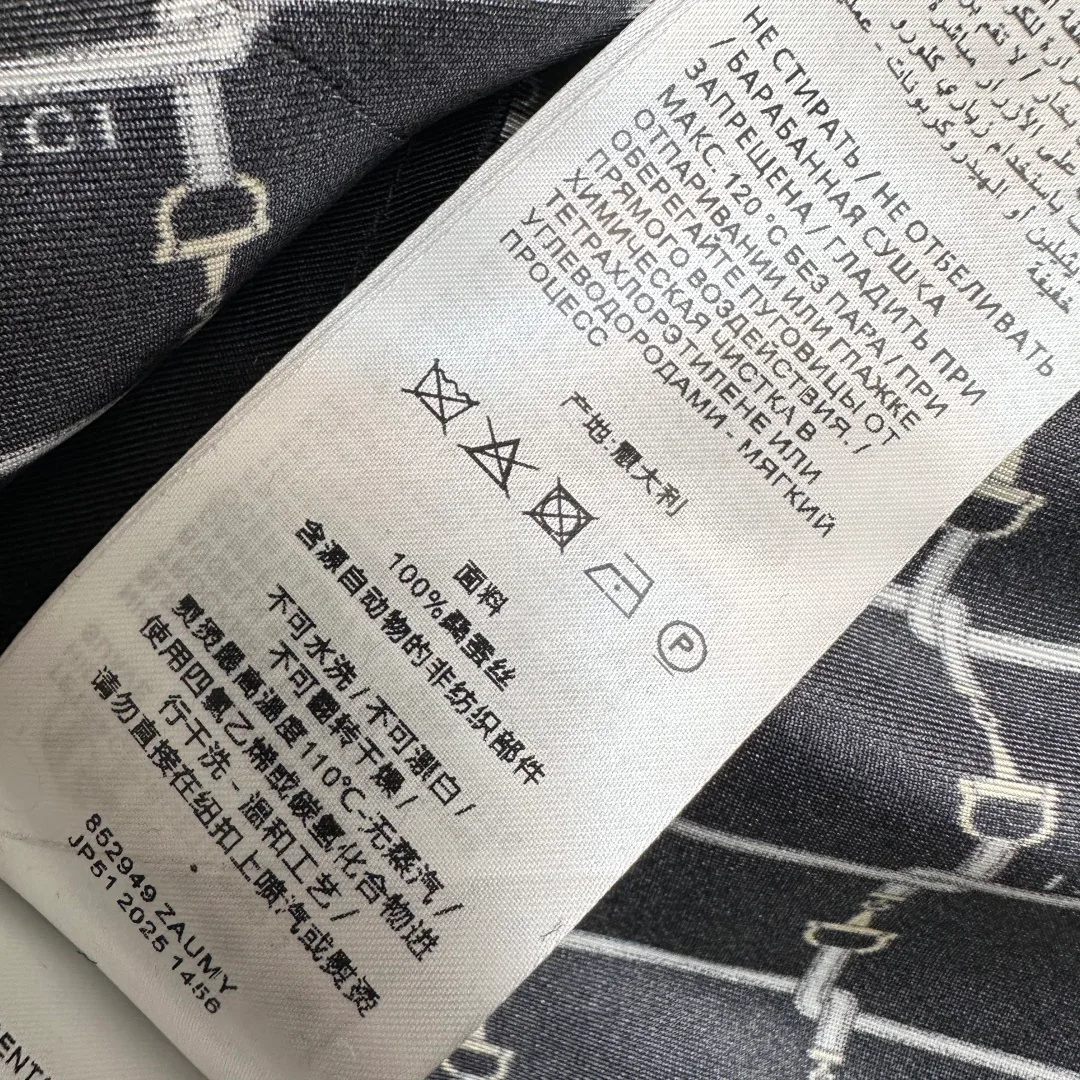 CCI
НЕ СТИРАТЬ / НЕ ОТБЕЛИВАТЬ
/ БАРАБАННАЯ СУШКА
ЗАПРЕЩЕНА / ГЛАДИТЬ ПРИ
МАКС. 120 °C БЕЗ ПАРА / ПРИ
ОТПАРИВАНИИ ИЛИ ГЛАЖКЕ
ОБЕРЕГАЙТЕ ПУГОВИЦЫ ОТ
ПРЯМОГО ВОЗДЕЙСТВИЯ. /
ХИМИЧЕСКАЯ ЧИСТКА В
ТЕТРАХЛОРЭТИЛЕНЕ ИЛИ
УГЛЕВОДОРОДАМИ - МЯГКИЙ
ПРОЦЕСС
产地:意大利
P
面料
100%桑蚕丝
含源自动物的非纺织部件
不可水洗 / 不可漂白 /
不可翻转干燥 /
熨烫最高温度110℃-无蒸汽 /
使用四氯乙烯或碳氢化合物进
行干洗 - 温和工艺 /
请勿直接在纽扣上喷汽或熨烫
852949 ZAUMY
JP51 2025 1456